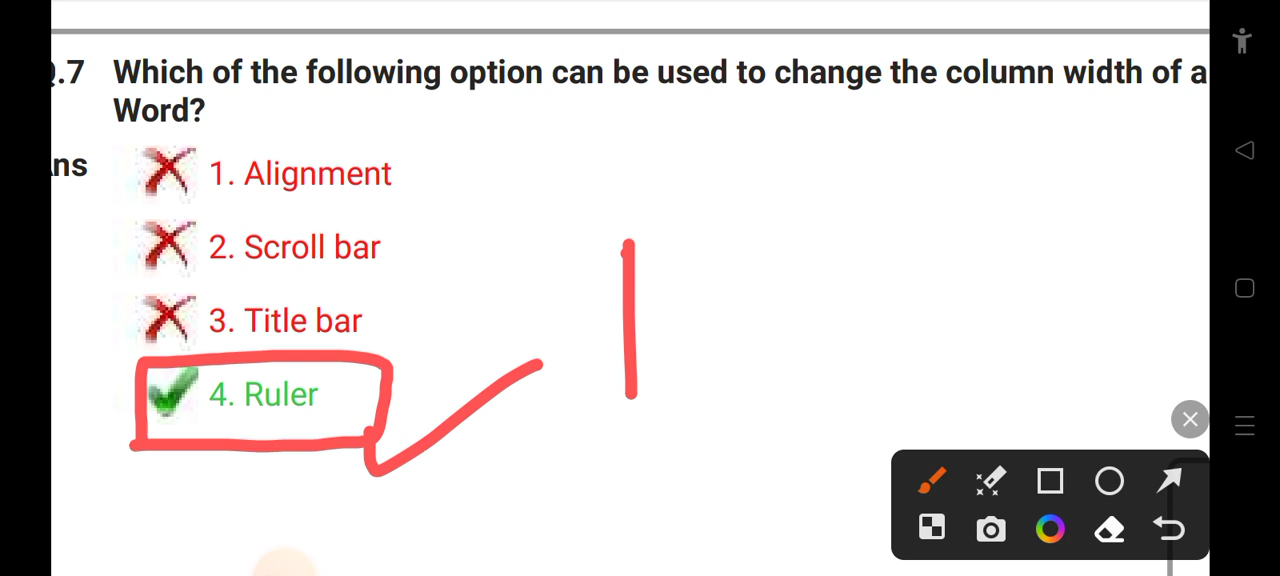 .7 Which of the following option can be used to change the column width of a
Word?
ns
1. Alignment
2. Scroll bar
3. Title bar
4. Ruler